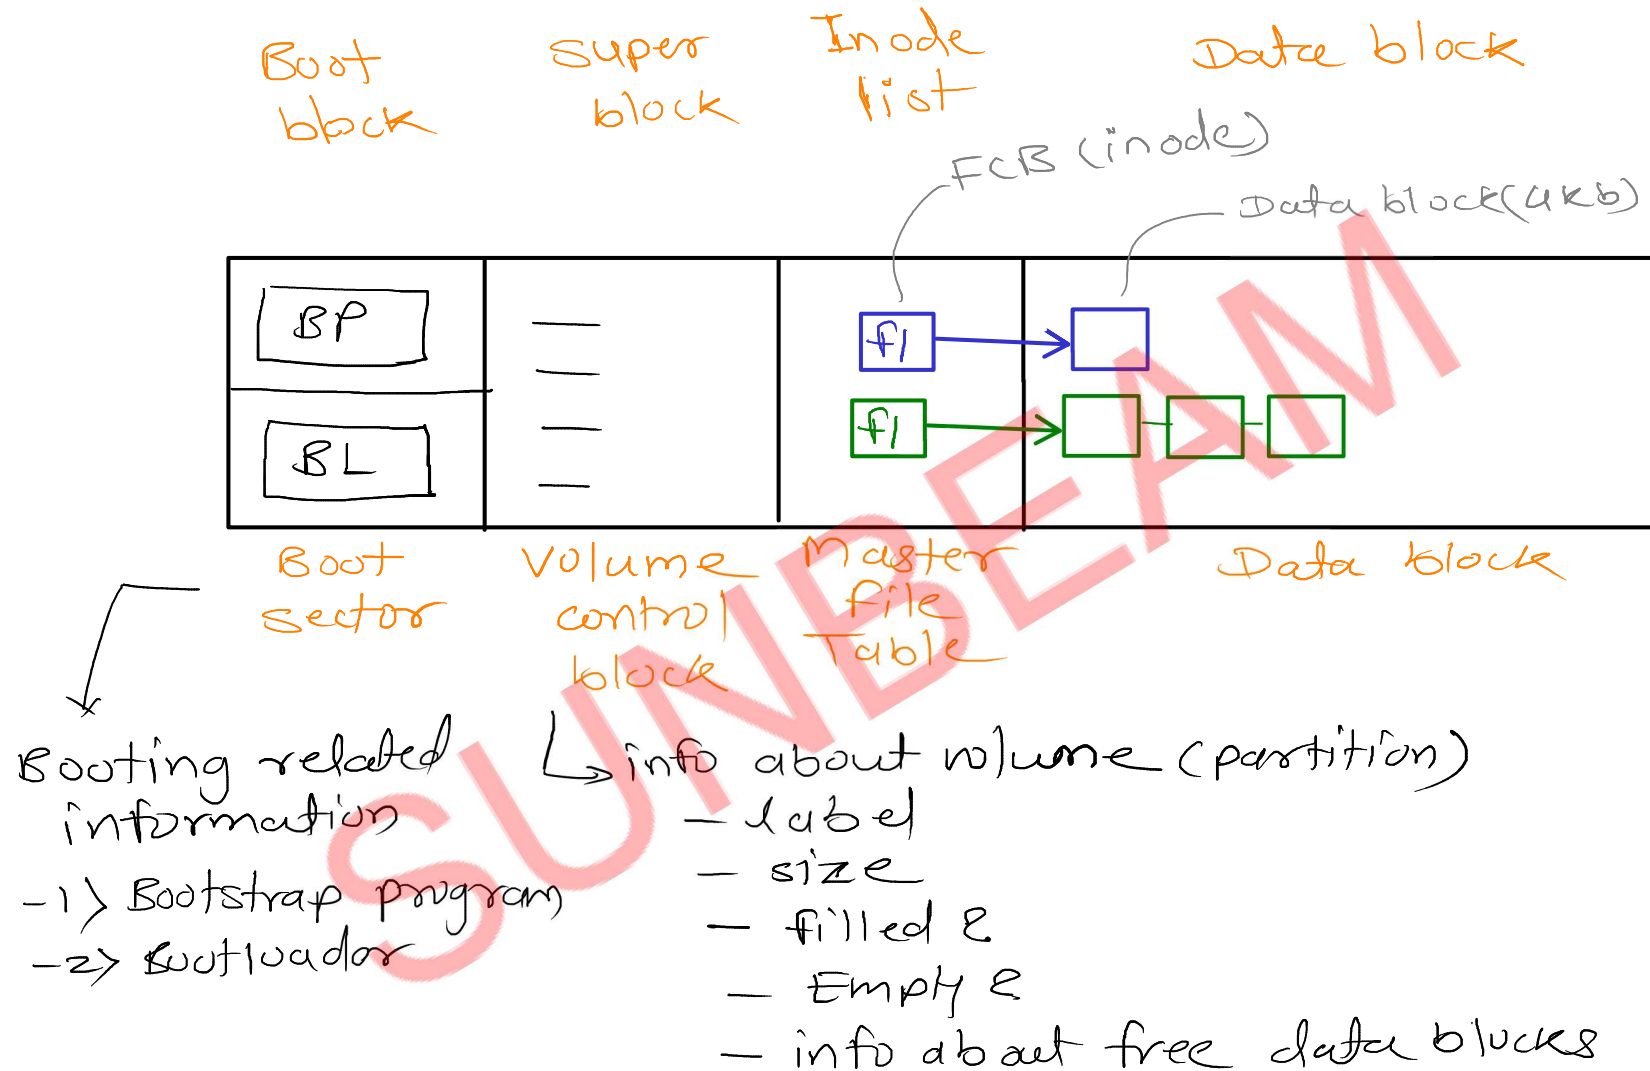 Boot
block
super
block
Inode
list
Data block
FCB (inode)
Data block(4kb)
BP
BL
f1
f1
Boot
sector
Volume
control
block
Master
File
Table
Data block
SUNBEAM
Booting related
information
-1> Bootstrap program
-2> Bootloader
info about volume (partition)
- label
- size
- filled &
- Empty &
- info about free data blocks